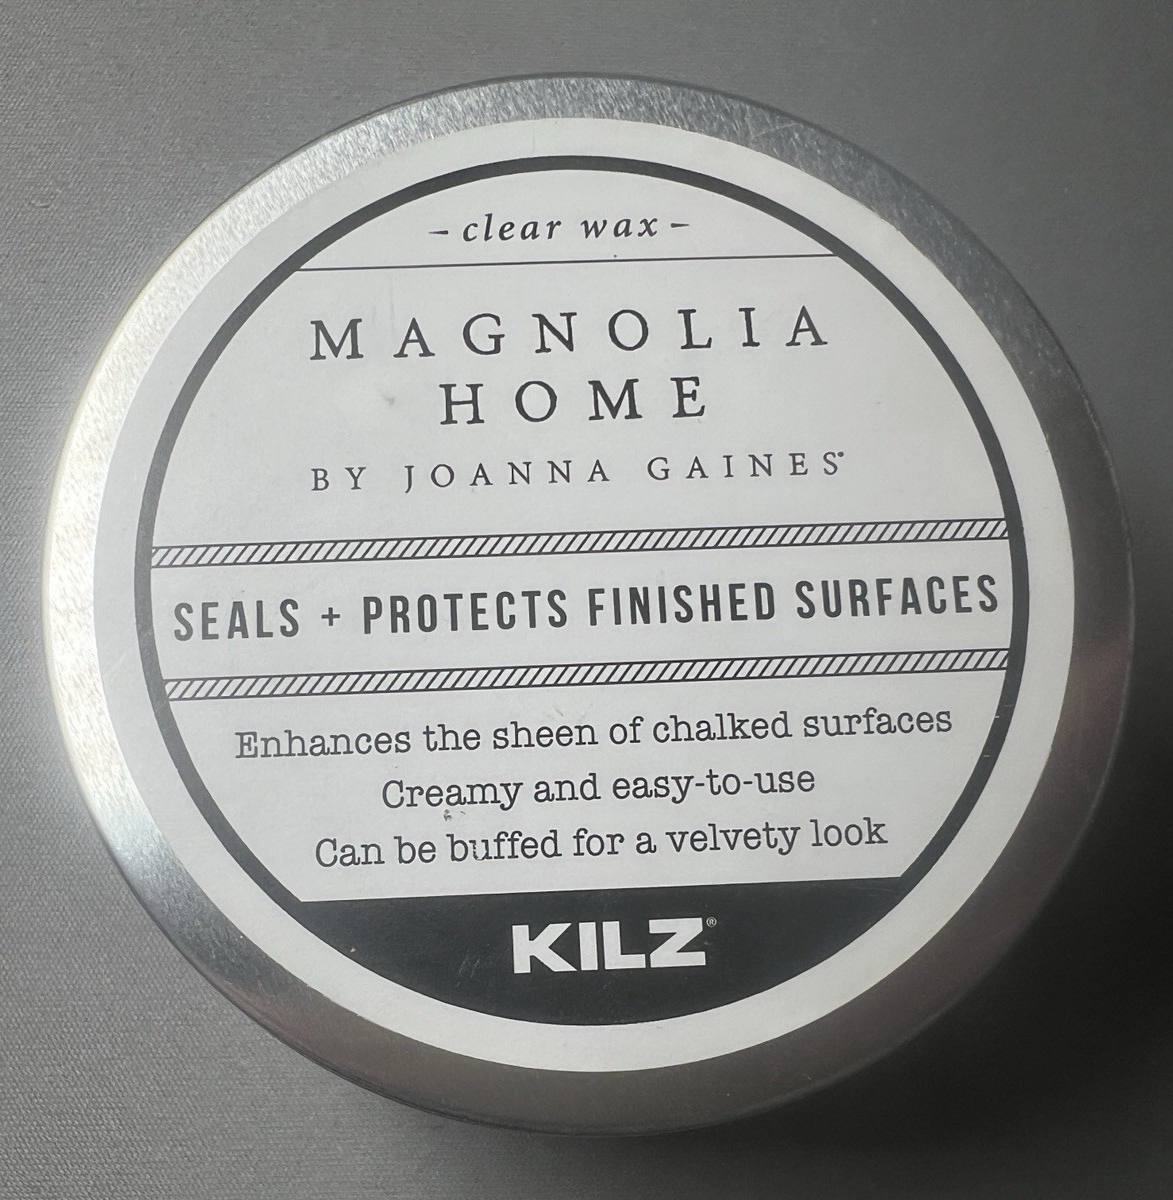 - clear wax -
MAGNOLIA
HOME
BY JOANNA GAINES®
SEALS + PROTECTS FINISHED SURFACES
Enhances the sheen of chalked surfaces
Creamy and easy-to-use
Can be buffed for a velvety look
KILZ®